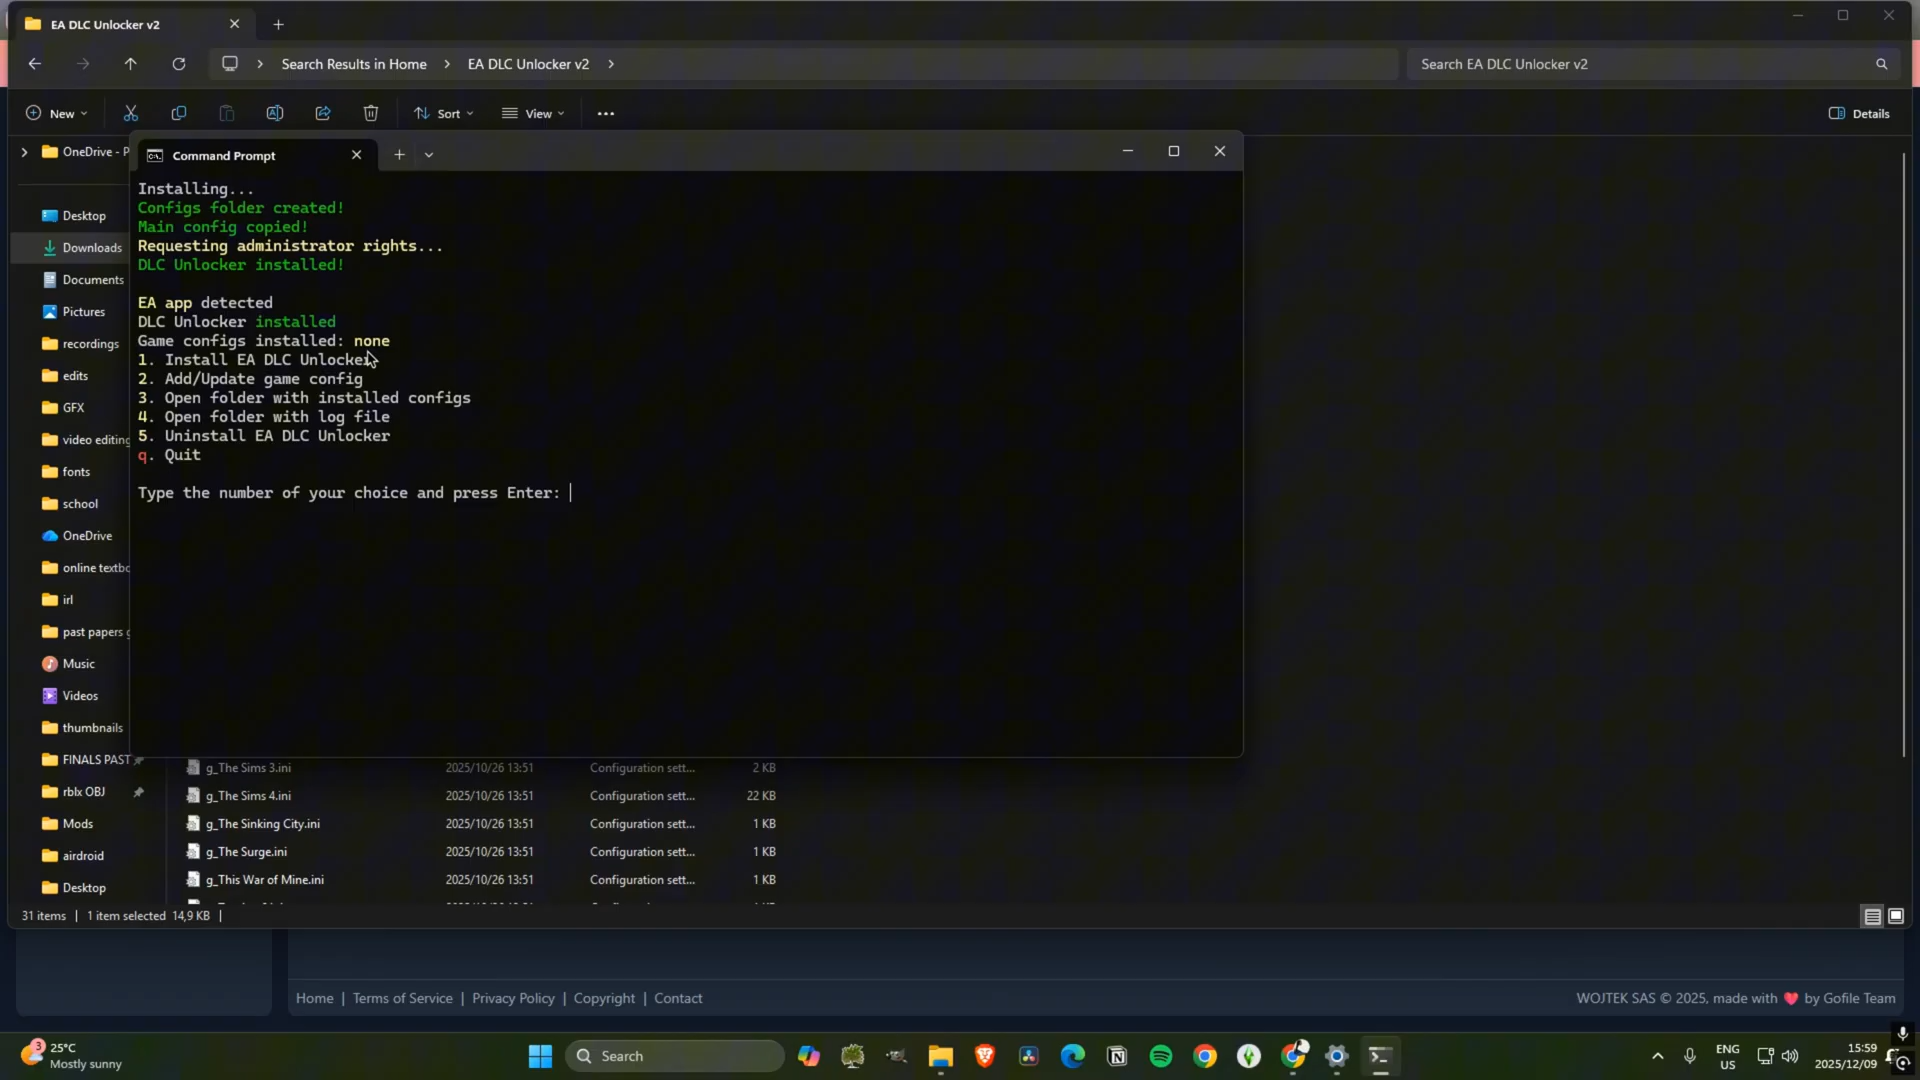 EA DLC Unlocker v2
Search Results in Home
EA DLC Unlocker v2
Search EA DLC Unlocker v2
New
Sort
View
Details
OneDrive - P
Command Prompt
Desktop
Downloads
Documents
Pictures
recordings
edits
GFX
video editing
fonts
school
OneDrive
online textbo
irl
past papers g
Music
Videos
thumbnails
FINALS PAST
rblx OBJ
Mods
airdroid
Desktop
Installing...
Configs folder created!
Main config copied!
Requesting administrator rights...
DLC Unlocker installed!
EA app detected
DLC Unlocker installed
Game configs installed: none
1. Install EA DLC Unlocker
2. Add/Update game config
3. Open folder with installed configs
4. Open folder with log file
5. Uninstall EA DLC Unlocker
q. Quit
Type the number of your choice and press Enter:
g_The Sims 3.ini 2025/10/26 13:51 Configuration sett... 2 KB
g_The Sims 4.ini 2025/10/26 13:51 Configuration sett... 22 KB
g_The Sinking City.ini 2025/10/26 13:51 Configuration sett... 1 KB
g_The Surge.ini 2025/10/26 13:51 Configuration sett... 1 KB
g_This War of Mine.ini 2025/10/26 13:51 Configuration sett... 1 KB
31 items | 1 item selected 14,9 KB |
Home | Terms of Service | Privacy Policy | Copyright | Contact
WOJTEK SAS © 2025, made with ❤ by Gofile Team
3
25°C
Mostly sunny
Search
ENG
US
15:59
2025/12/09